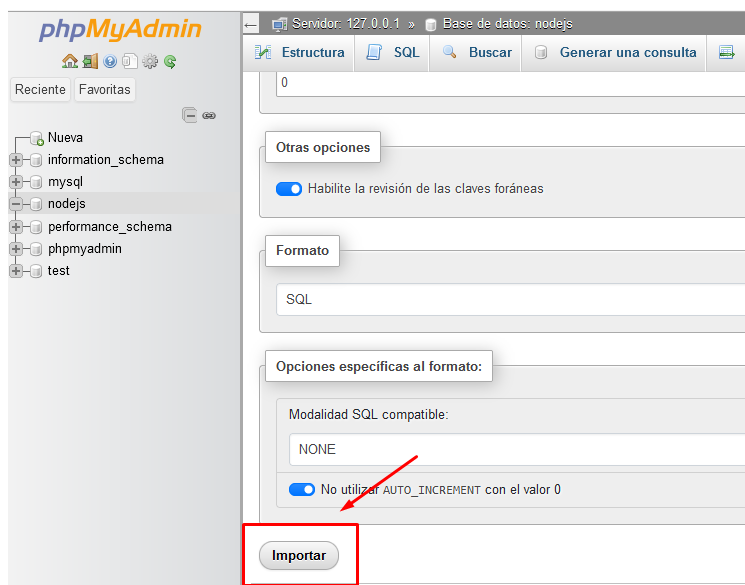 phpMyAdmin
Reciente Favoritas
Nueva
information_schema
mysql
nodejs
performance_schema
phpmyadmin
test
Servidor: 127.0.0.1 » Base de datos: nodejs
Estructura SQL Buscar Generar una consulta
0
Otras opciones
Habilite la revisión de las claves foráneas
Formato
SQL
Opciones específicas al formato:
Modalidad SQL compatible:
NONE
No utilizar AUTO_INCREMENT con el valor 0
Importar